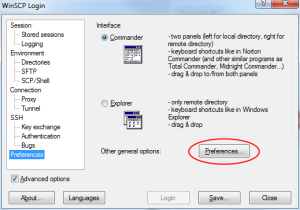 WinSCP Login
Session
Stored sessions
Logging
Environment
Directories
SFTP
SCP/Shell
Connection
Proxy
Tunnel
SSH
Key exchange
Authentication
Bugs
Preferences
Interface
Commander
- two panels (left for local directory, right for
remote directory)
- keyboard shortcuts like in Norton
Commander (and other similar programs as
Total Commander, Midnight Commander...)
- drag & drop to/from both panels
Explorer
- only remote directory
- keyboard shortcuts like in Windows
Explorer
- drag & drop
Other general options:
Preferences...
Advanced options
About...
Languages
Login
Save...
Close